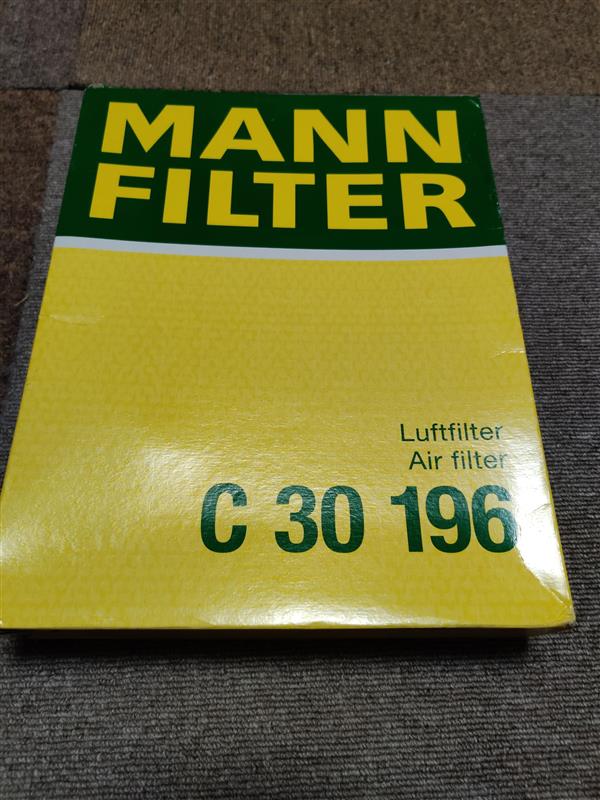 MANN
FILTER
Luftfilter
Air filter
C 30 196